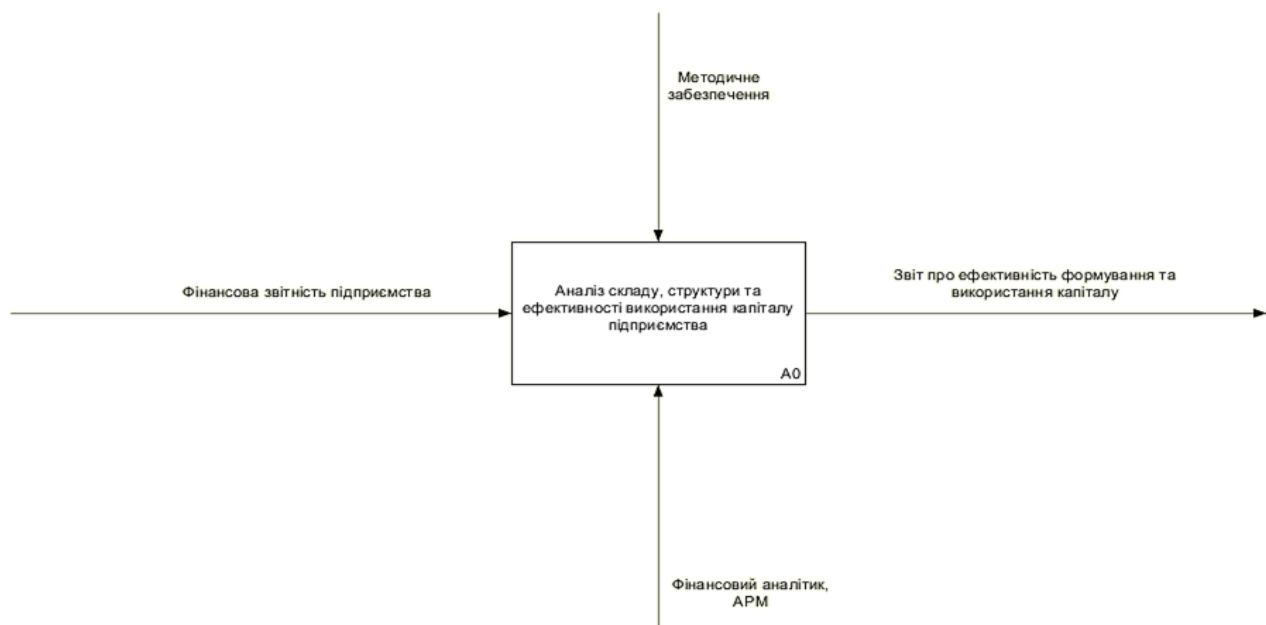 Методичне
забезпечення
Фінансова звітність підприємства
Аналіз складу, структури та
ефективності використання капіталу
підприємства
А0
Звіт про ефективність формування та
використання капіталу
Фінансовий аналітик,
АРМ